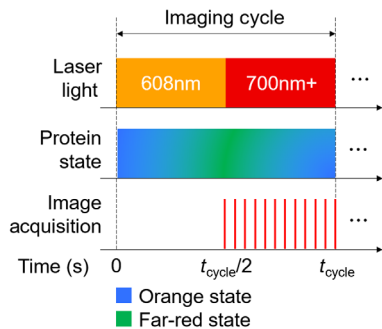 Imaging cycle
Laser light
608nm
700nm+
...
Protein state
...
Image acquisition
...
Time (s)
0
tcycle/2
tcycle
Orange state
Far-red state